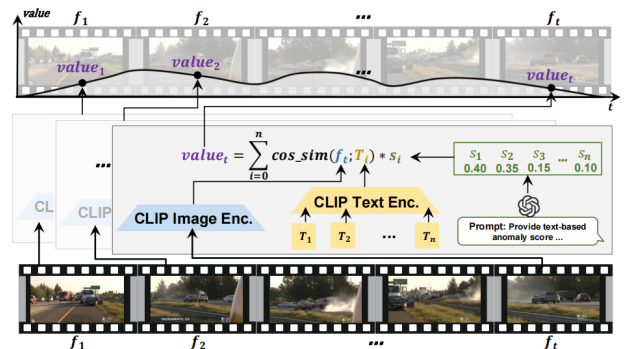 value
f₁ f₂ ... fₜ
value₁ value₂ ... valueₜ
t
...
valueₜ = ∑ⁿᵢ₌₀ cos_sim(fₜ; Tᵢ) * sᵢ
S₁ S₂ S₃ ... Sₙ
0.40 0.35 0.15 0.10
CLIP Text Enc.
CL CLIP CLIP Image Enc.
T₁ T₂ ... Tₙ
Prompt: Provide text-based
anomaly score ...
f₁ f₂ ... fₜ